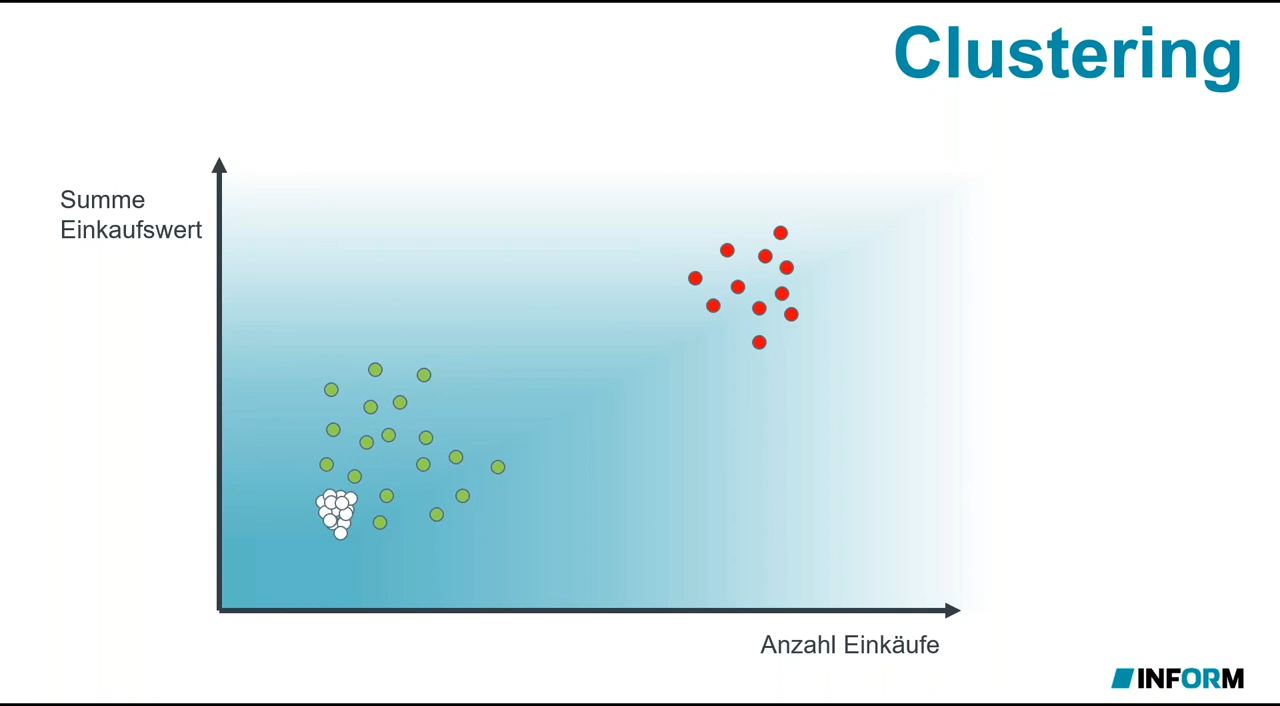 Clustering
Summe
Einkaufswert
Anzahl Einkäufe
INFORM